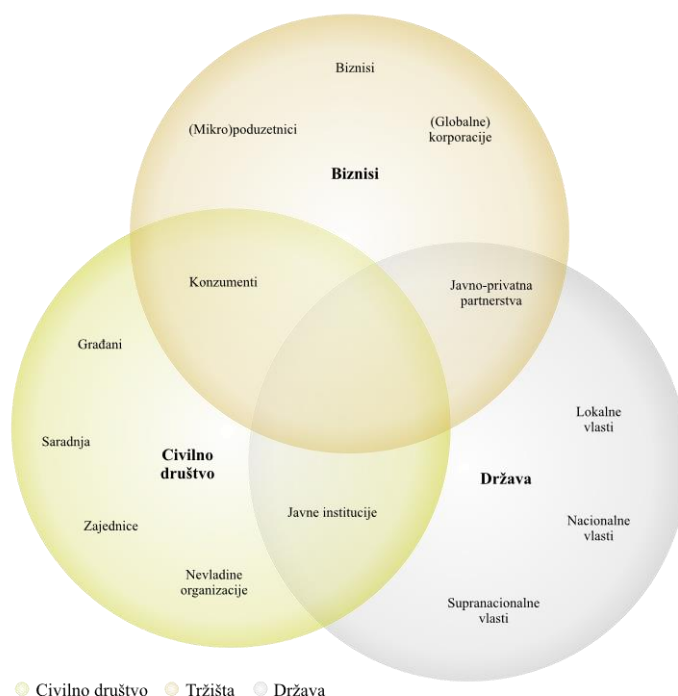 Biznisi
(Mikro)poduzetnici
(Globalne)
korporacije
Biznisi
Konzumenti
Javno-privatna
partnerstva
Građani
Lokalne
vlasti
Saradnja
Civilno
društvo
Država
Javne institucije
Zajednice
Nacionalne
vlasti
Nevladine
organizacije
Supranacionalne
vlasti
Civilno društvo Tržišta Država